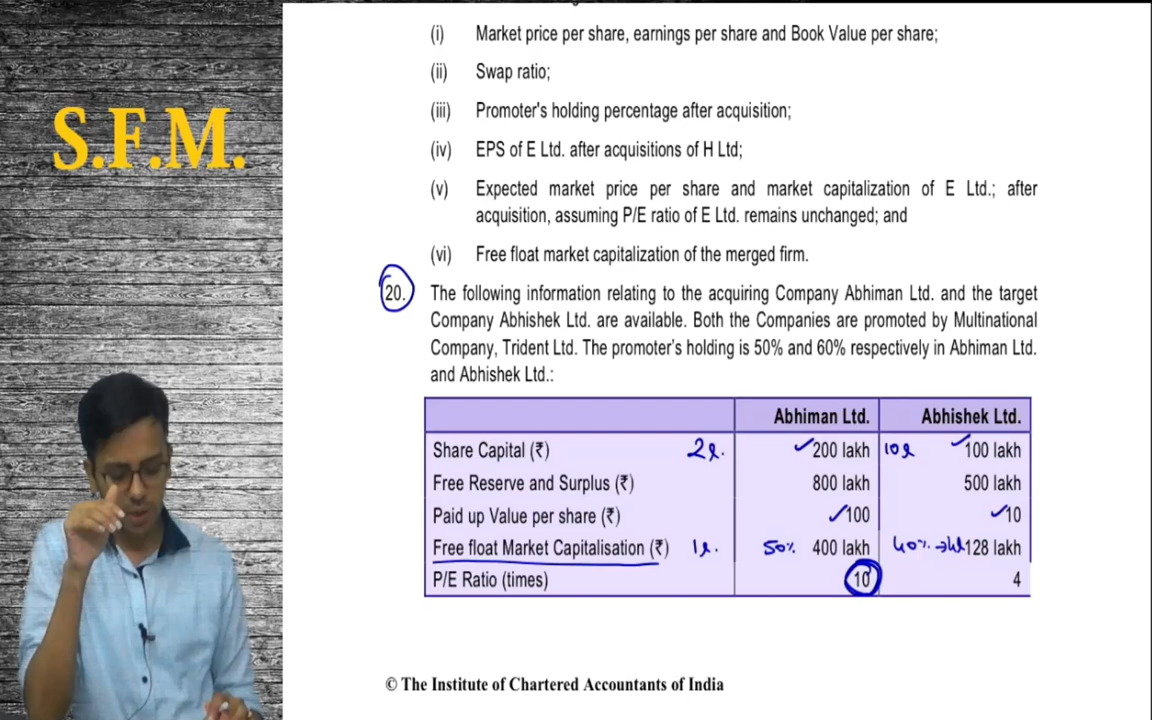 S.F.M.
(i) Market price per share, earnings per share and Book Value per share;
(ii) Swap ratio;
(iii) Promoter's holding percentage after acquisition;
(iv) EPS of E Ltd. after acquisitions of H Ltd;
(v) Expected market price per share and market capitalization of E Ltd.; after
acquisition, assuming P/E ratio of E Ltd. remains unchanged; and
(vi) Free float market capitalization of the merged firm.
20. The following information relating to the acquiring Company Abhiman Ltd. and the target
Company Abhishek Ltd. are available. Both the Companies are promoted by Multinational
Company, Trident Ltd. The promoter's holding is 50% and 60% respectively in Abhiman Ltd.
and Abhishek Ltd.:
Abhiman Ltd. Abhishek Ltd.
Share Capital (₹) 2l. 200 lakh 10l 100 lakh
Free Reserve and Surplus (₹) 800 lakh 500 lakh
Paid up Value per share (₹) 100 10
Free float Market Capitalisation (₹) 1l. 50% 400 lakh 40% 128 lakh
P/E Ratio (times) 10 4
© The Institute of Chartered Accountants of India